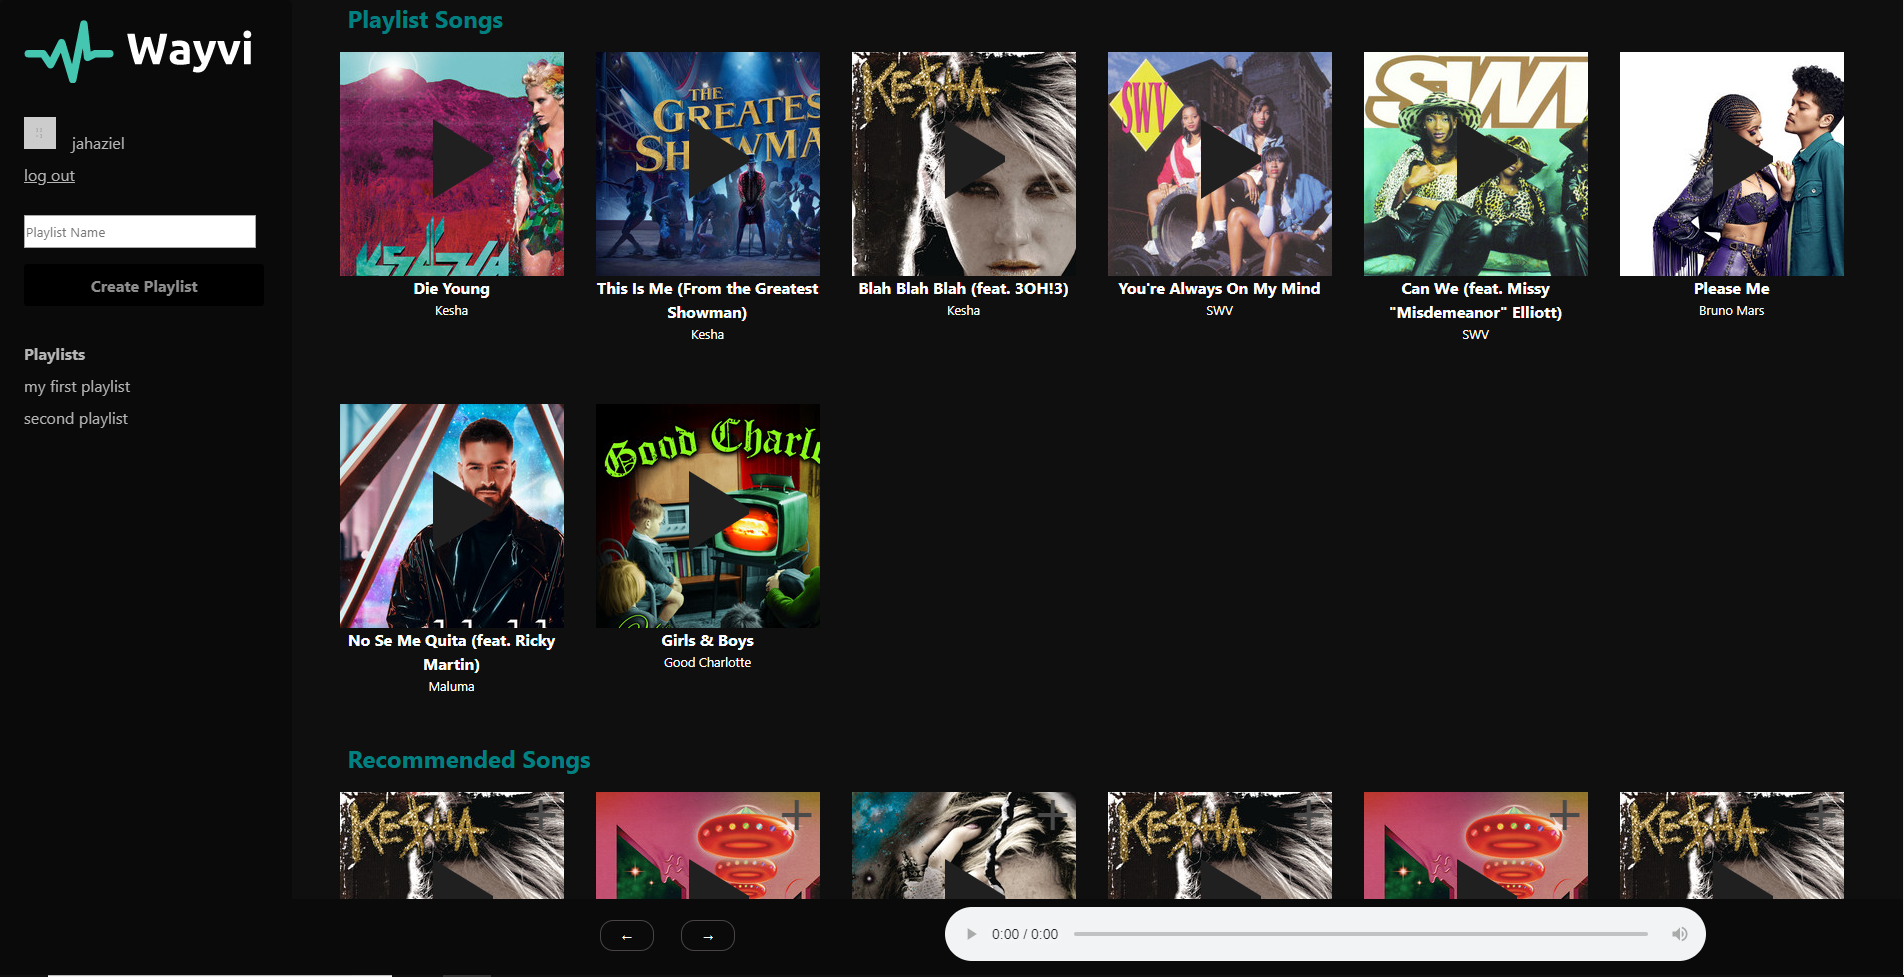 Wayvi
jahaziel
log out
Playlist Name
Create Playlist
Playlists
my first playlist
second playlist
Playlist Songs
THE
GREATES
KE$HA
SWV
SWV
Die Young
Kesha
This Is Me (From the Greatest
Showman)
Kesha
Blah Blah Blah (feat. 3OH!3)
Kesha
You're Always On My Mind
SWV
Can We (feat. Missy
"Misdemeanor" Elliott)
SWV
Please Me
Bruno Mars
Good Charl
No Se Me Quita (feat. Ricky
Martin)
Maluma
Girls & Boys
Good Charlotte
Recommended Songs
KE$HA
KE$HA
KE$HA
← →
0:00 / 0:00